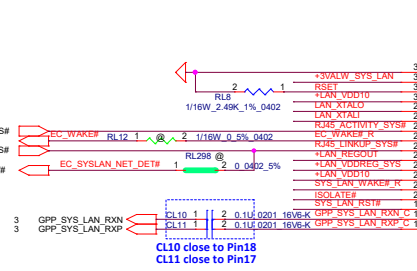 +3VALW_SYS_LAN
RL8
2 1
RSET
+LAN_VDD10
1/16W_2.49K_1%_0402
LAN_XTALO
LAN_XTALI
RJ45_ACTIVITY_SYS#
EC_WAKE# RL12 1 @ 2 1/16W_0_5%_0402 EC_WAKE#_R
RJ45_LINKUP_SYS#
RL298 @
+LAN_REGOUT
EC_SYSLAN_NET_DET# 1 2 0_0402_5% +LAN_VDDREG_SYS
+LAN_VDD10
SYS_LAN_WAKE#_R
ISOLATE#
SYS_LAN_RST#
3 GPP_SYS_LAN_RXN CL10 1 2 0.1U_0201_16V6-K GPP_SYS_LAN_RXN_C
3 GPP_SYS_LAN_RXP CL11 1 2 0.1U_0201_16V6-K GPP_SYS_LAN_RXP_C
CL10 close to Pin18
CL11 close to Pin17